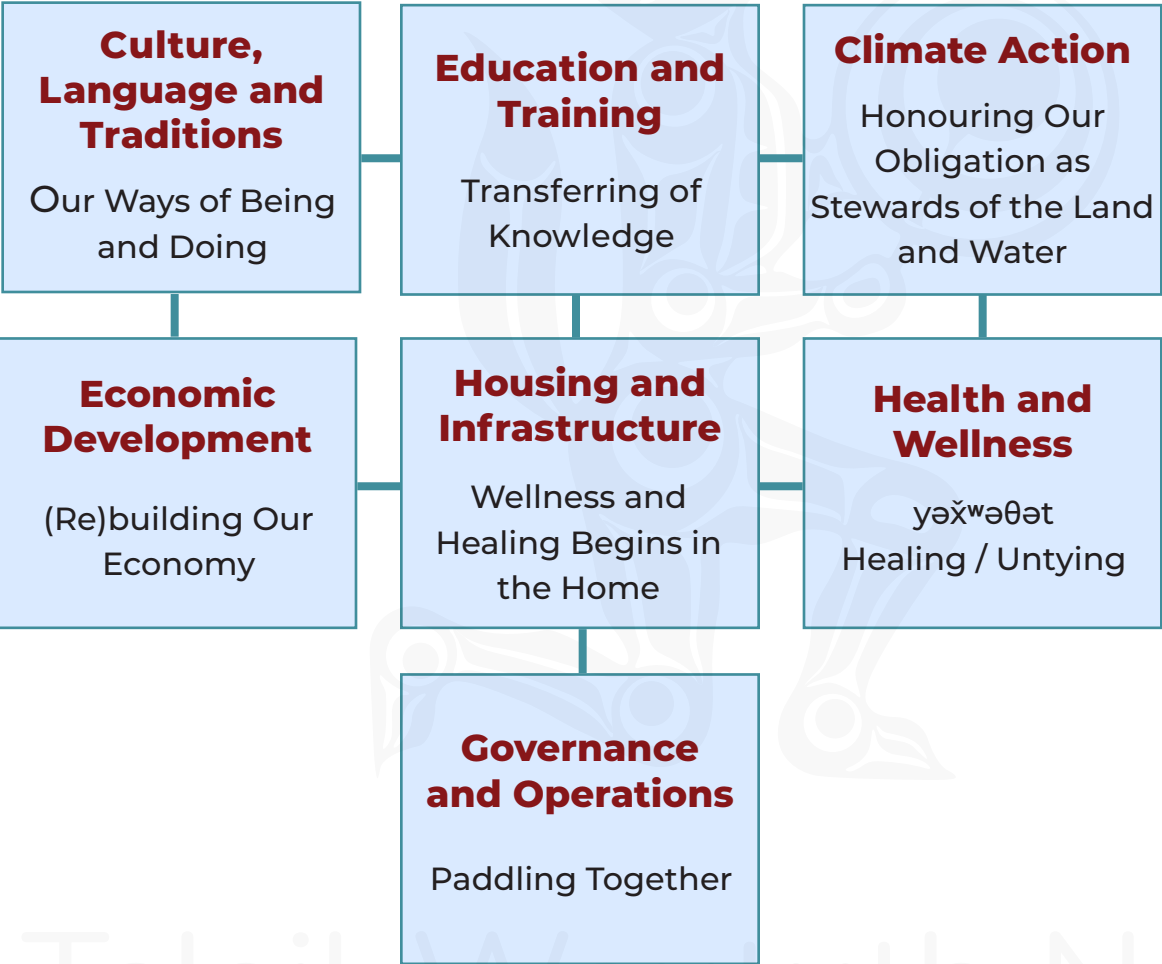 Culture,
Language and
Traditions
Our Ways of Being
and Doing
Education and
Training
Transferring of
Knowledge
Climate Action
Honouring Our
Obligation as
Stewards of the Land
and Water
Economic
Development
(Re)building Our
Economy
Housing and
Infrastructure
Wellness and
Healing Begins in
the Home
Health and
Wellness
yəx̌ʷəθət
Healing / Untying
Governance
and Operations
Paddling Together